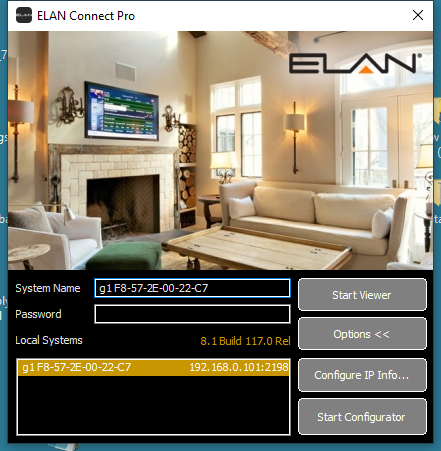 ELAN Connect Pro
ELAN®
System Name
g1 F8-57-2E-00-22-C7
Start Viewer
Password
Options <<
Local Systems
8.1 Build 117.0 Rel
g1 F8-57-2E-00-22-C7
192.168.0.101:2198
Configure IP Info...
Start Configurator